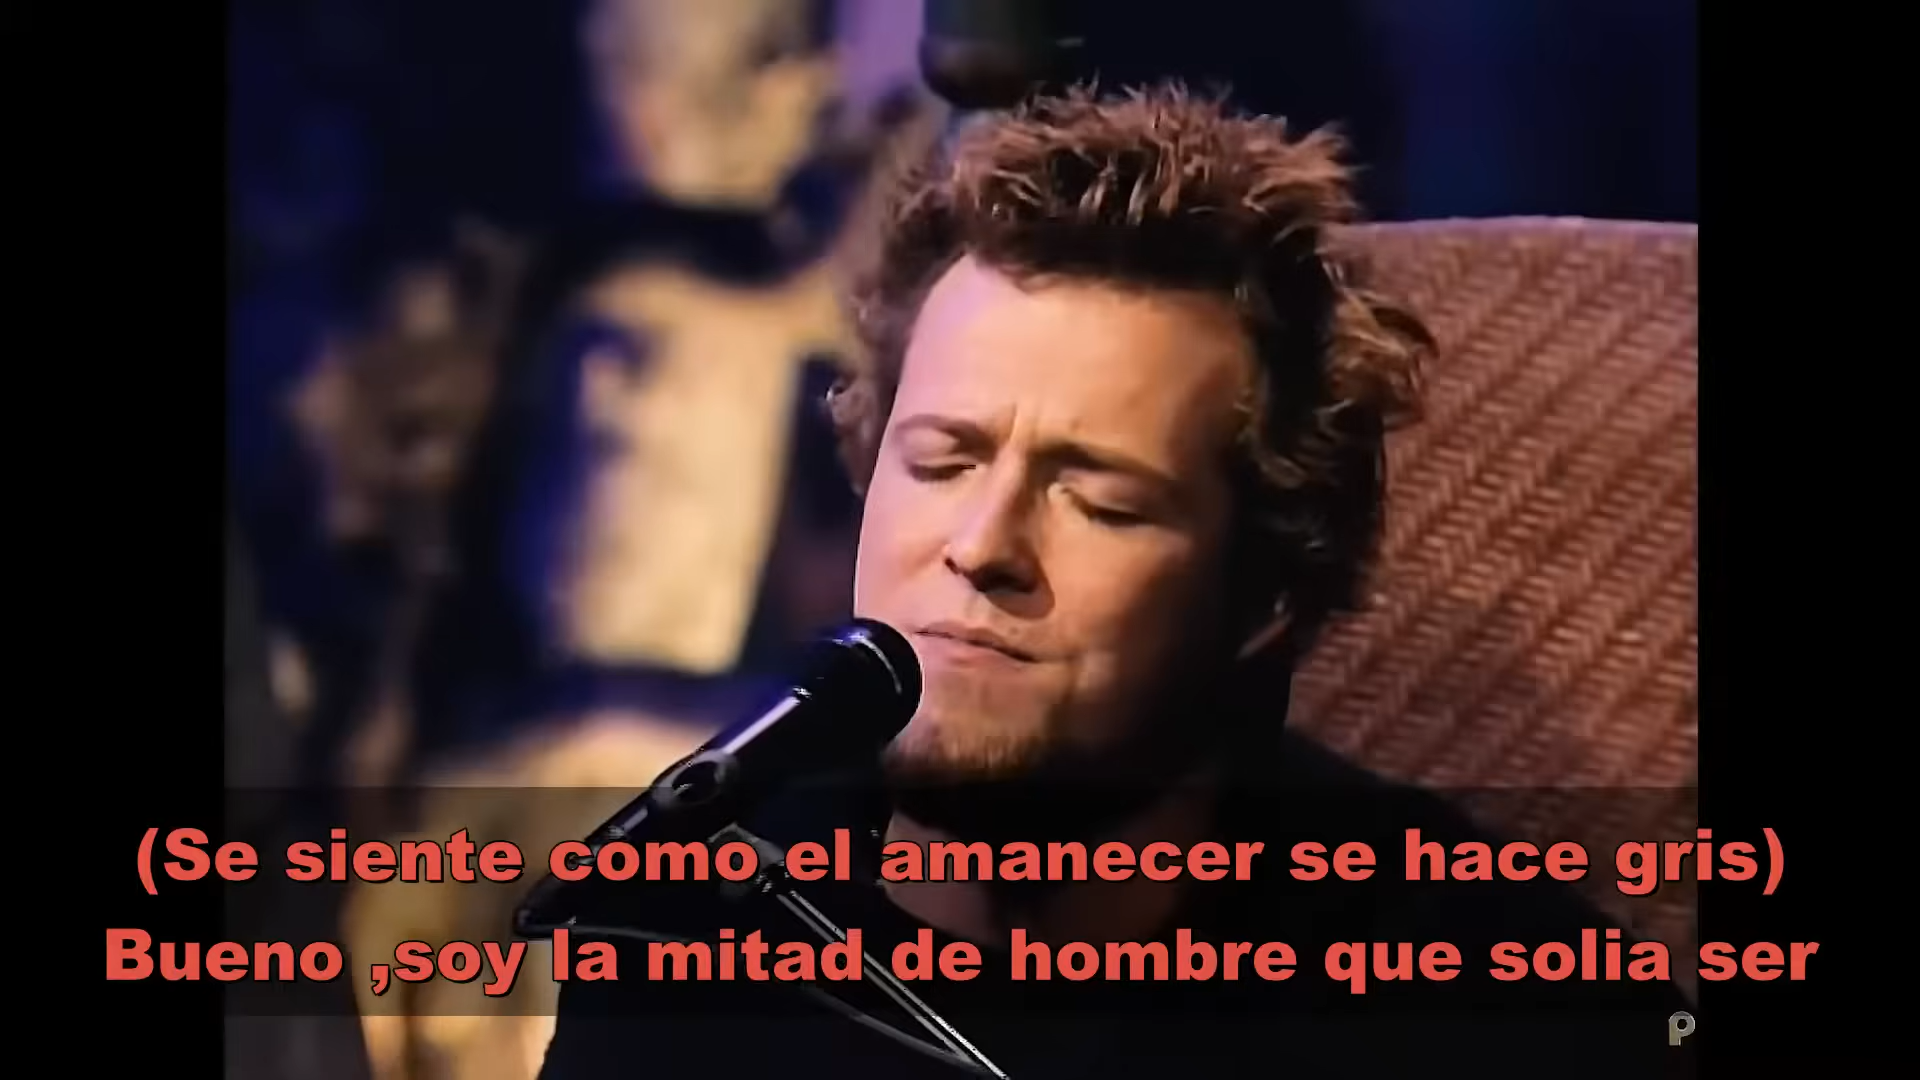 (Se siente como el amanecer se hace gris)
Bueno ,soy la mitad de hombre que solia ser
P